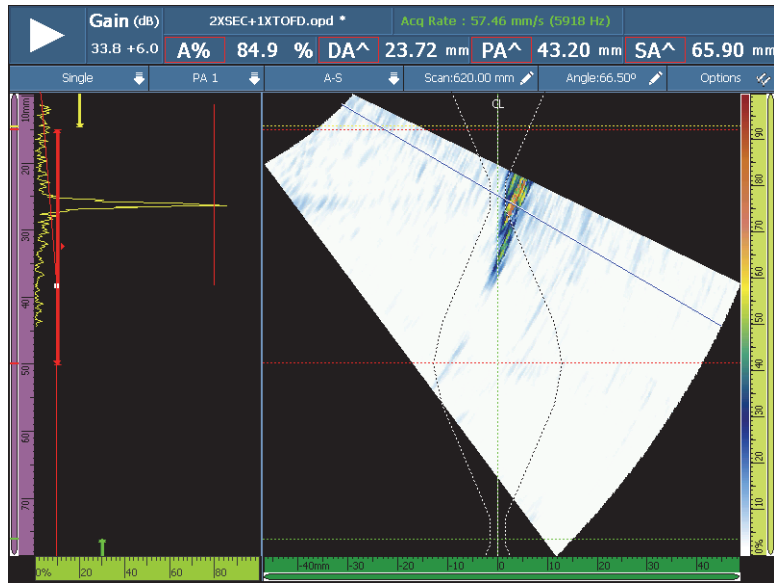 Gain (dB) 2XSEC+1XTOFD.opd * Acq Rate : 57.46 mm/s (5918 Hz)
33.8 +6.0 A% 84.9 % DA^ 23.72 mm PA^ 43.20 mm SA^ 65.90 mm
Single PA 1 A-S Scan:620.00 mm Angle:66.50° Options
10mm
20
30
40
50
60
70
0% 20 40 60 80
CL
-40mm -30 -20 -10 0 10 20 30 40
90
80
70
60
50
40
30
20
10
0%